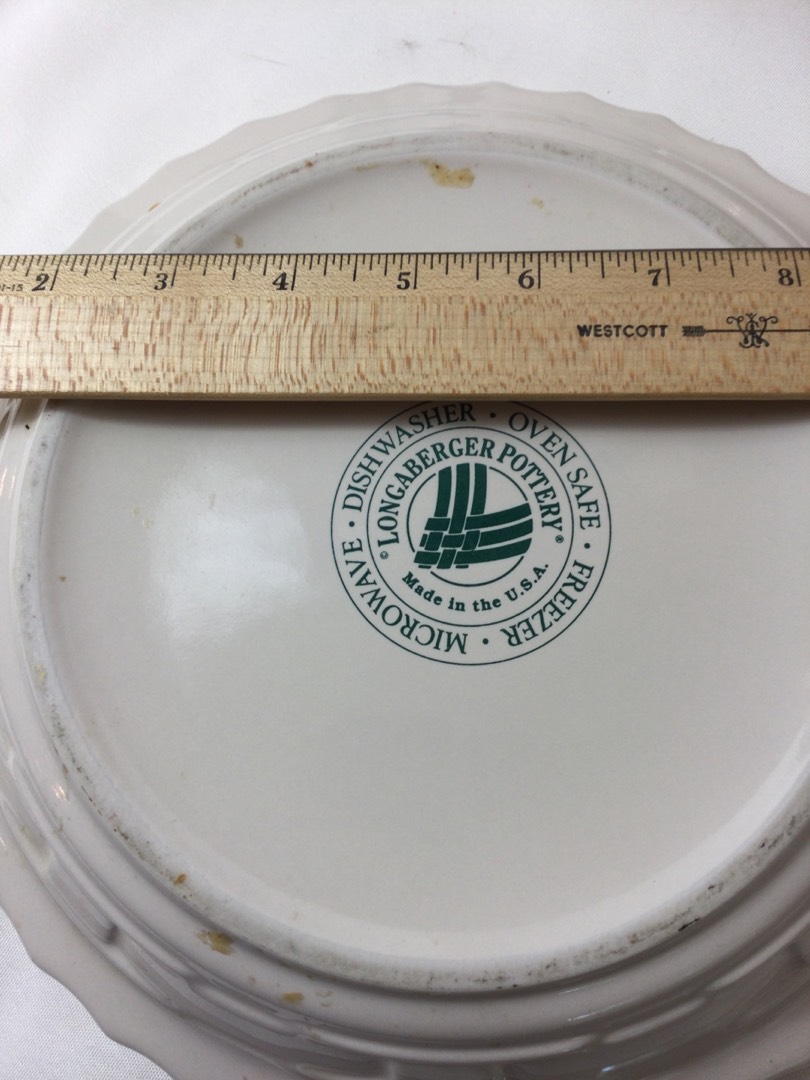 2 3 4 5 6 7 8
WESTCOTT
DISHWASHER · OVEN SAFE · FREEZER · MICROWAVE ·
© LONGABERGER POTTERY ®
Made in the U.S.A.